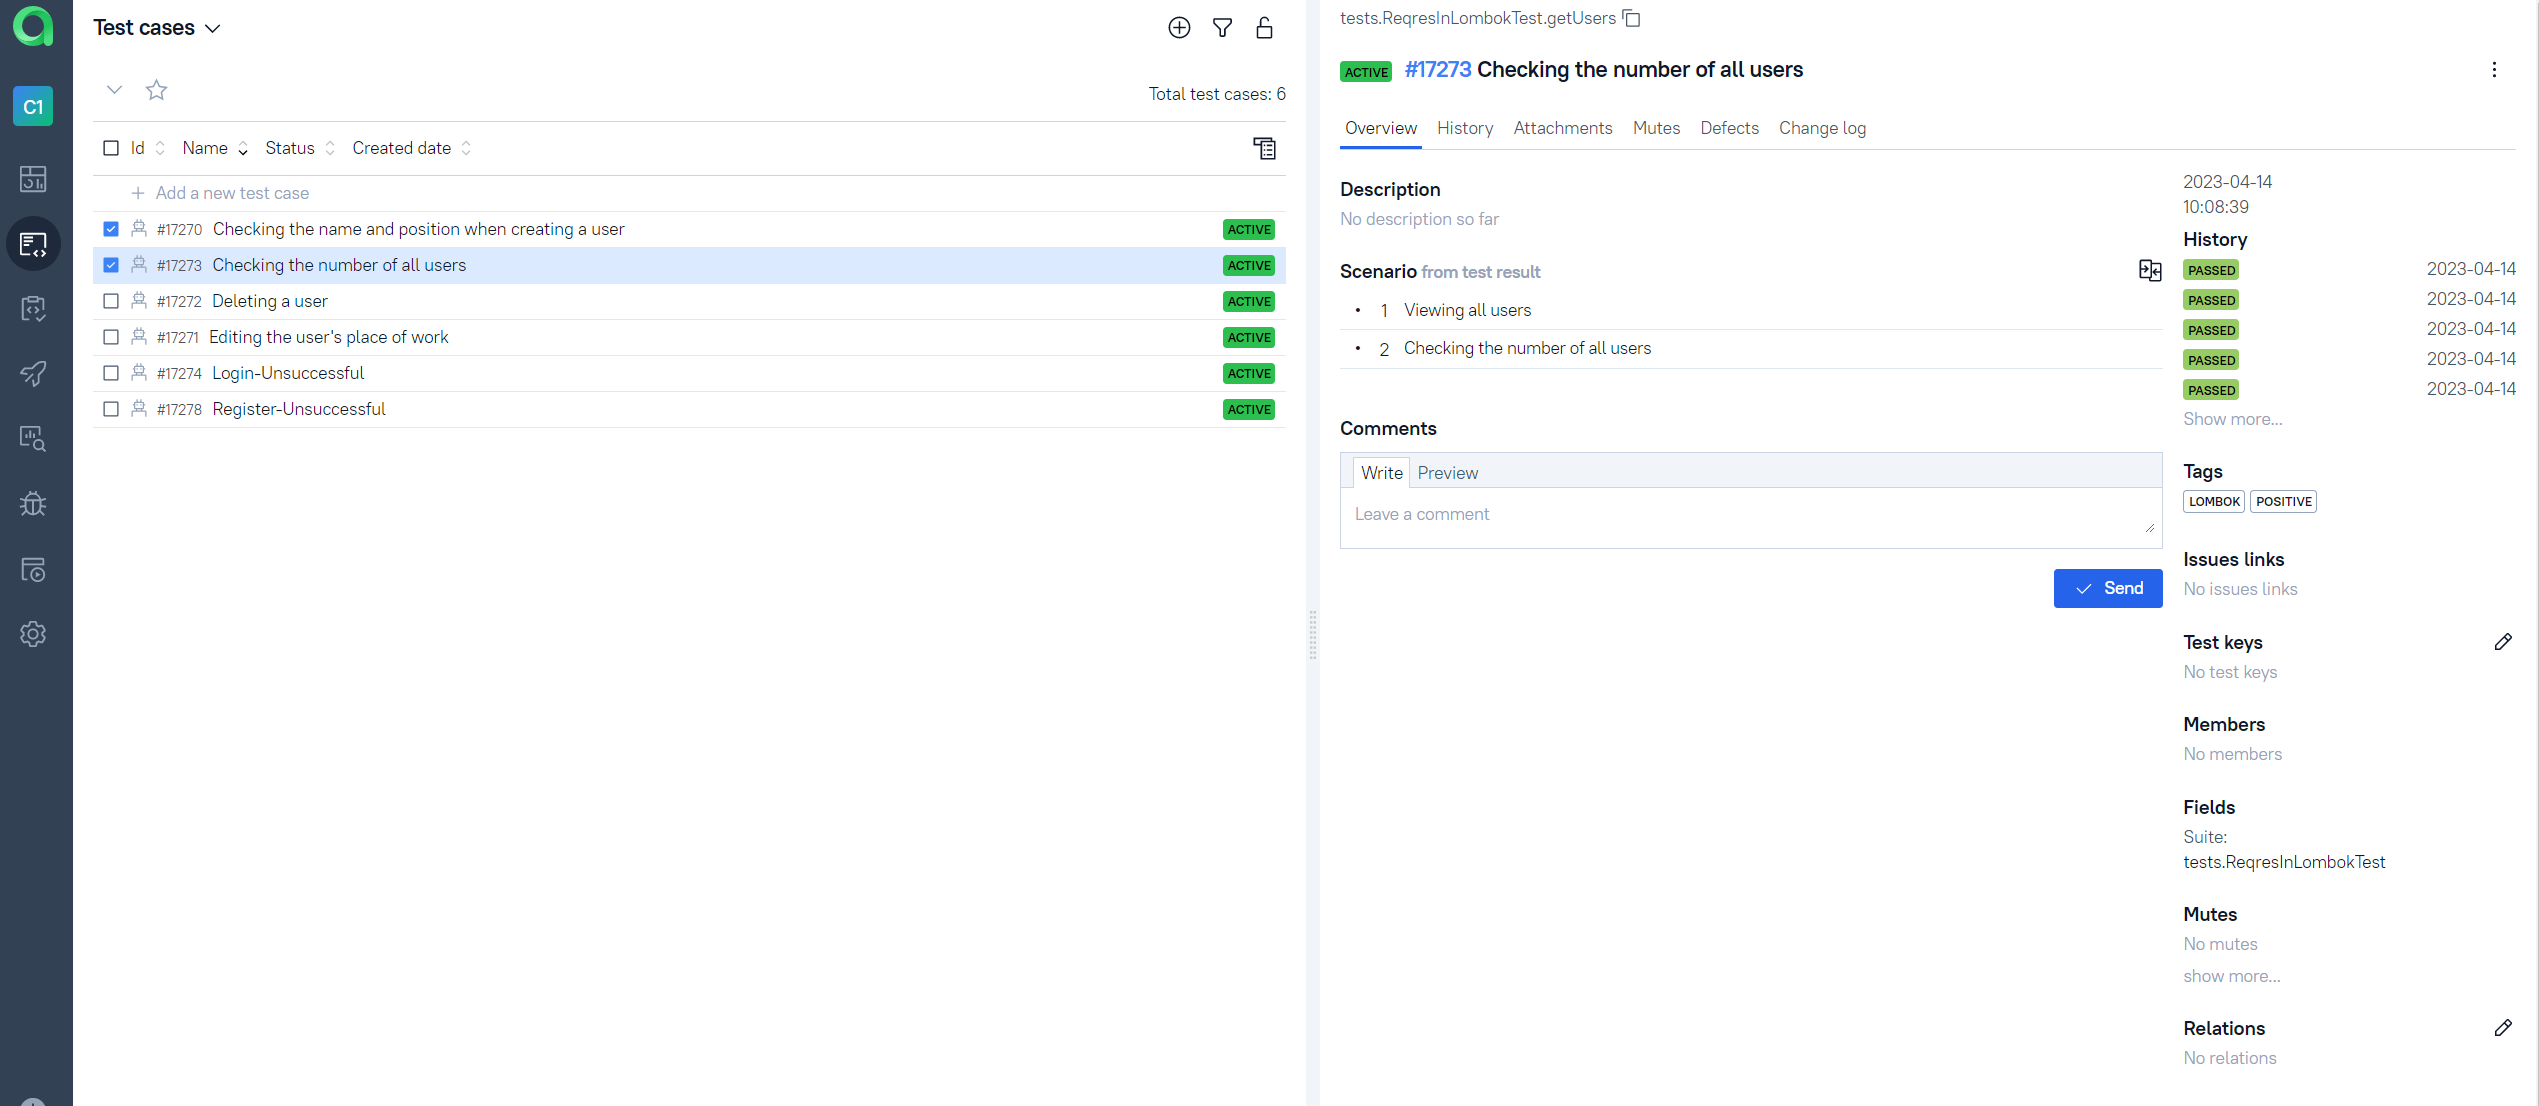 Test cases
C1
Total test cases: 6
Id Name Status Created date
Add a new test case
#17270 Checking the name and position when creating a user ACTIVE
#17273 Checking the number of all users ACTIVE
#17272 Deleting a user ACTIVE
#17271 Editing the user's place of work ACTIVE
#17274 Login-Unsuccessful ACTIVE
#17278 Register-Unsuccessful ACTIVE
tests.ReqresInLombokTest.getUsers
ACTIVE #17273 Checking the number of all users
Overview History Attachments Mutes Defects Change log
Description
No description so far
Scenario from test result
• 1 Viewing all users
• 2 Checking the number of all users
Comments
Write Preview
Leave a comment
Send
2023-04-14
10:08:39
History
PASSED 2023-04-14
PASSED 2023-04-14
PASSED 2023-04-14
PASSED 2023-04-14
PASSED 2023-04-14
Show more...
Tags
LOMBOK POSITIVE
Issues links
No issues links
Test keys
No test keys
Members
No members
Fields
Suite:
tests.ReqresInLombokTest
Mutes
No mutes
show more...
Relations
No relations